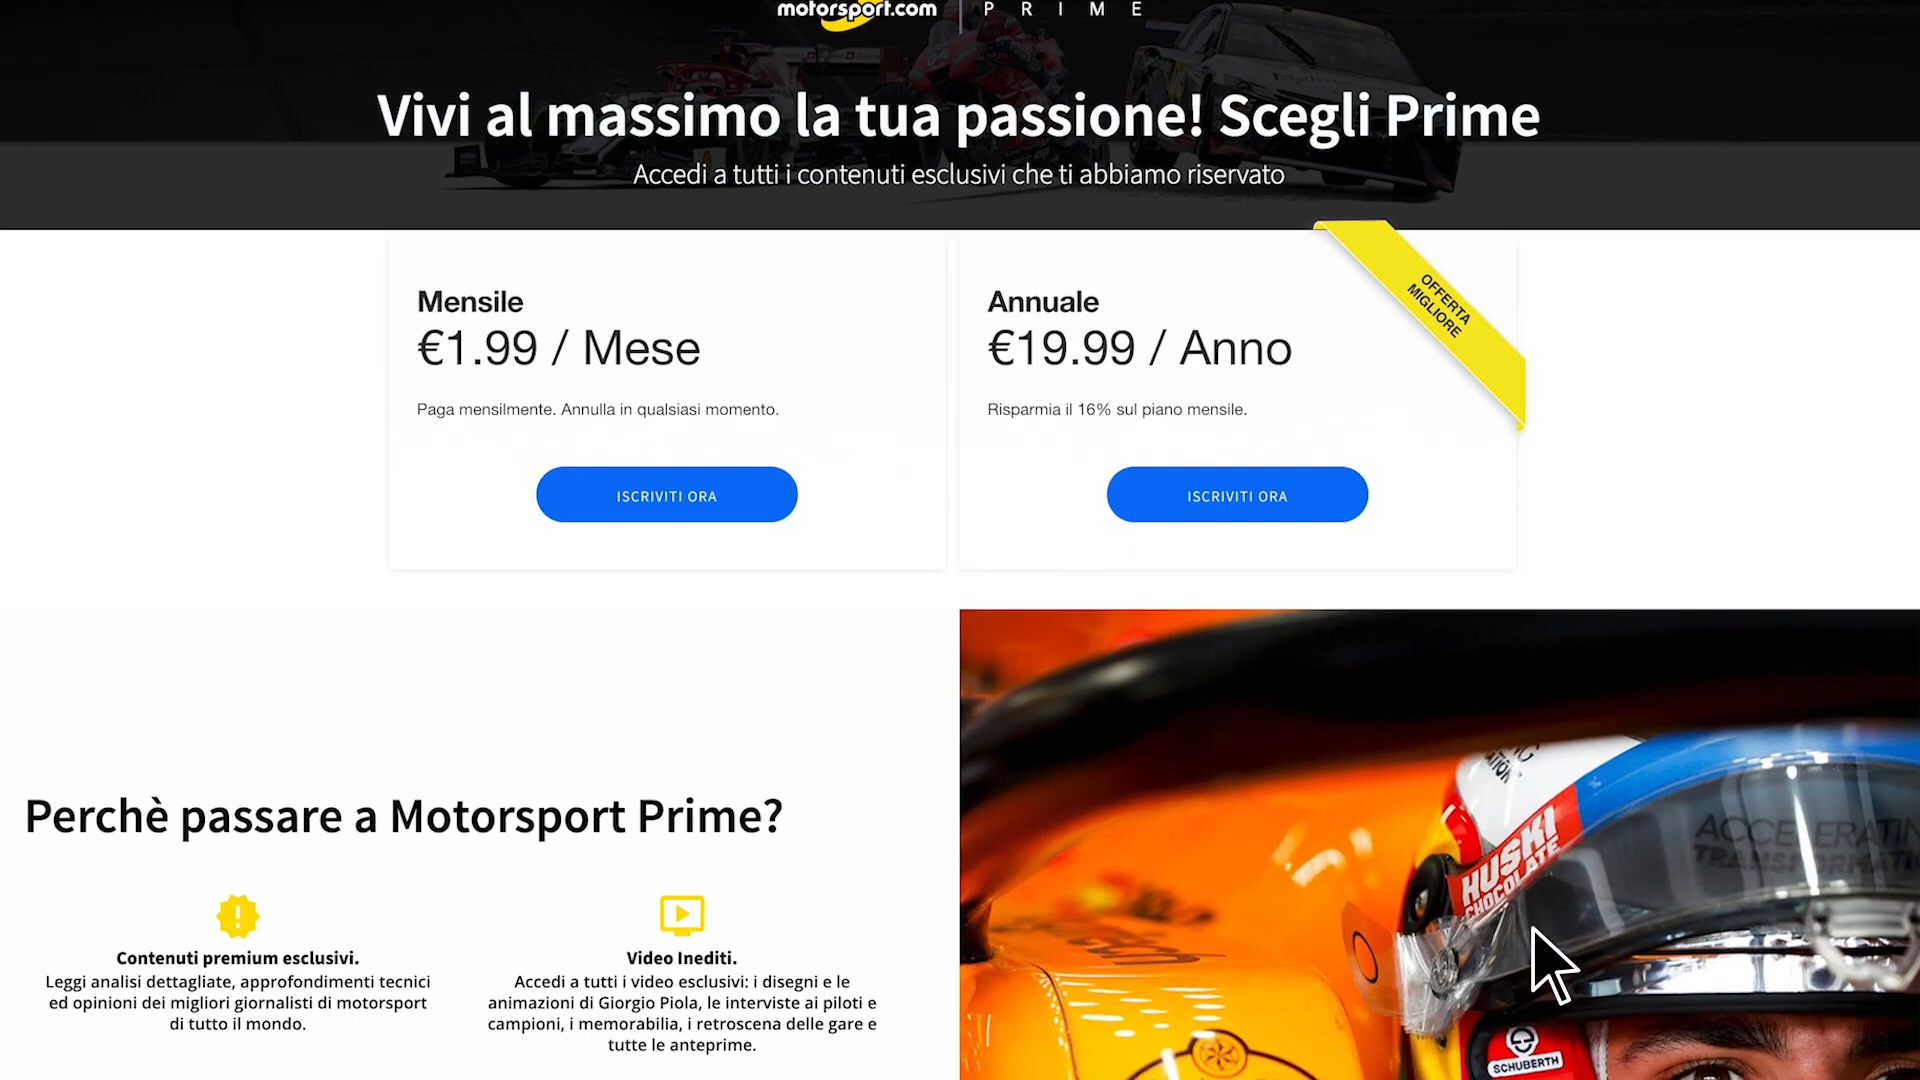 motorsport.com PRIME
Vivi al massimo la tua passione! Scegli Prime
Accedi a tutti i contenuti esclusivi che ti abbiamo riservato
Mensile
€1.99 / Mese
Paga mensilmente. Annulla in qualsiasi momento.
ISCRIVITI ORA
Annuale
€19.99 / Anno
Risparmia il 16% sul piano mensile.
ISCRIVITI ORA
OFFERTA
MIGLIORE
Perchè passare a Motorsport Prime?
Contenuti premium esclusivi.
Leggi analisi dettagliate, approfondimenti tecnici
ed opinioni dei migliori giornalisti di motorsport
di tutto il mondo.
Video Inediti.
Accedi a tutti i video esclusivi: i disegni e le
animazioni di Giorgio Piola, le interviste ai piloti e
campioni, i memorabilia, i retroscena delle gare e
tutte le anteprime.
HUSKI
CHOCOLATE
SCHUBERTH